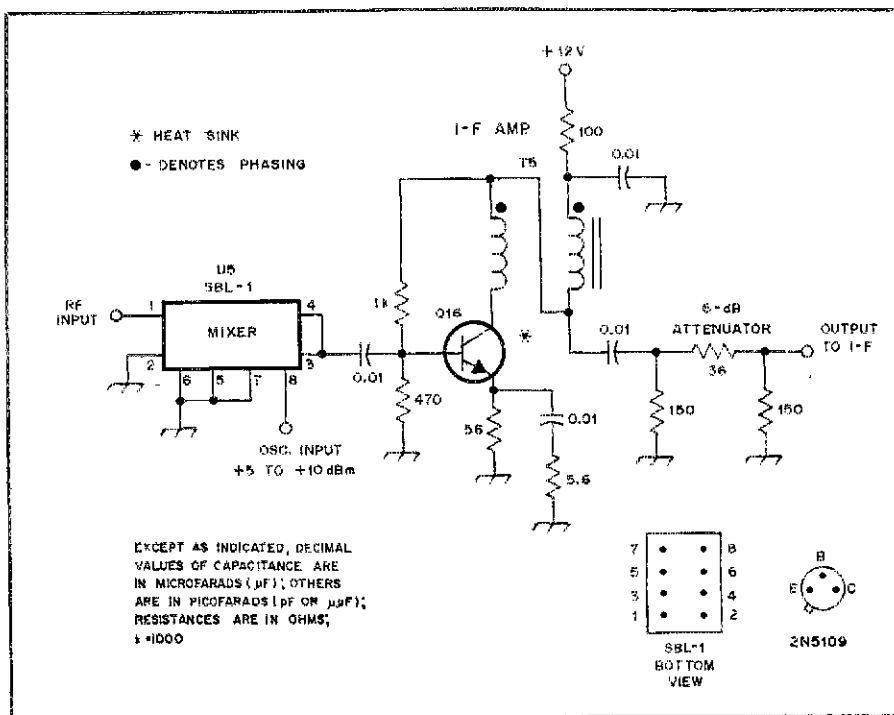 +12V
100
I-F AMP
T5
0.01
* HEAT SINK
● - DENOTES PHASING
U5
SBL-1
RF
INPUT
1
4
MIXER
2
3
6
5
7
8
0.01
OSC. INPUT
+5 TO +10 dBm
1k
470
Q16
*
56
0.01
5.6
0.01
6-dB
ATTENUATOR
36
150
150
OUTPUT
TO I-F
EXCEPT AS INDICATED, DECIMAL
VALUES OF CAPACITANCE ARE
IN MICROFARADS (µF); OTHERS
ARE IN PICOFARADS (pF OR µµF);
RESISTANCES ARE IN OHMS;
k=1000
7 8
5 6
3 4
1 2
SBL-1
BOTTOM
VIEW
B
E C
2N5109